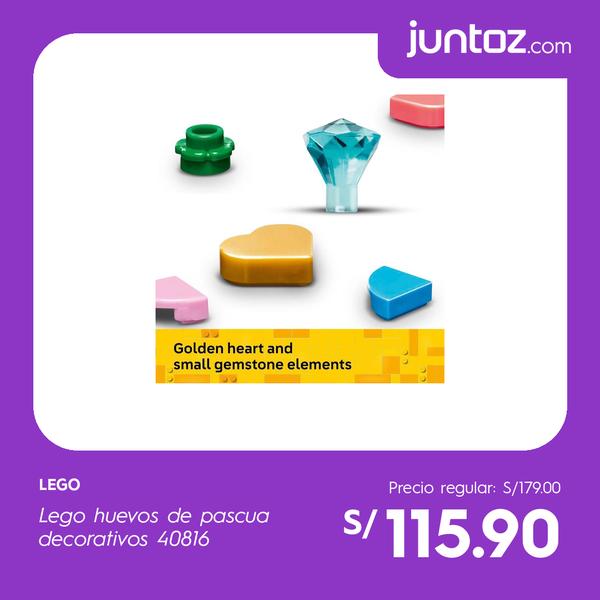 juntoz.com
Golden heart and
small gemstone elements
LEGO
Lego huevos de pascua
decorativos 40816
Precio regular: S/179.00
S/115.90